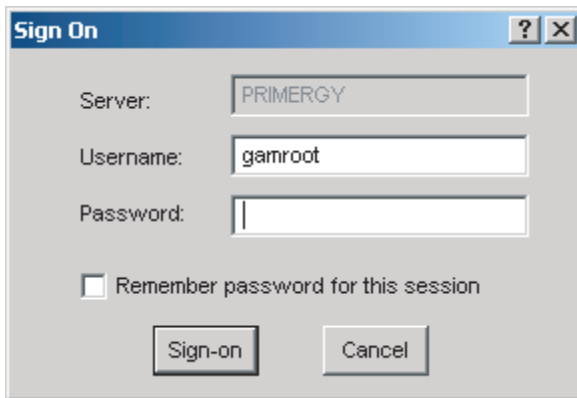 Sign On
Server: PRIMERGY
Username: gamroot
Password:
Remember password for this session
Sign-on Cancel